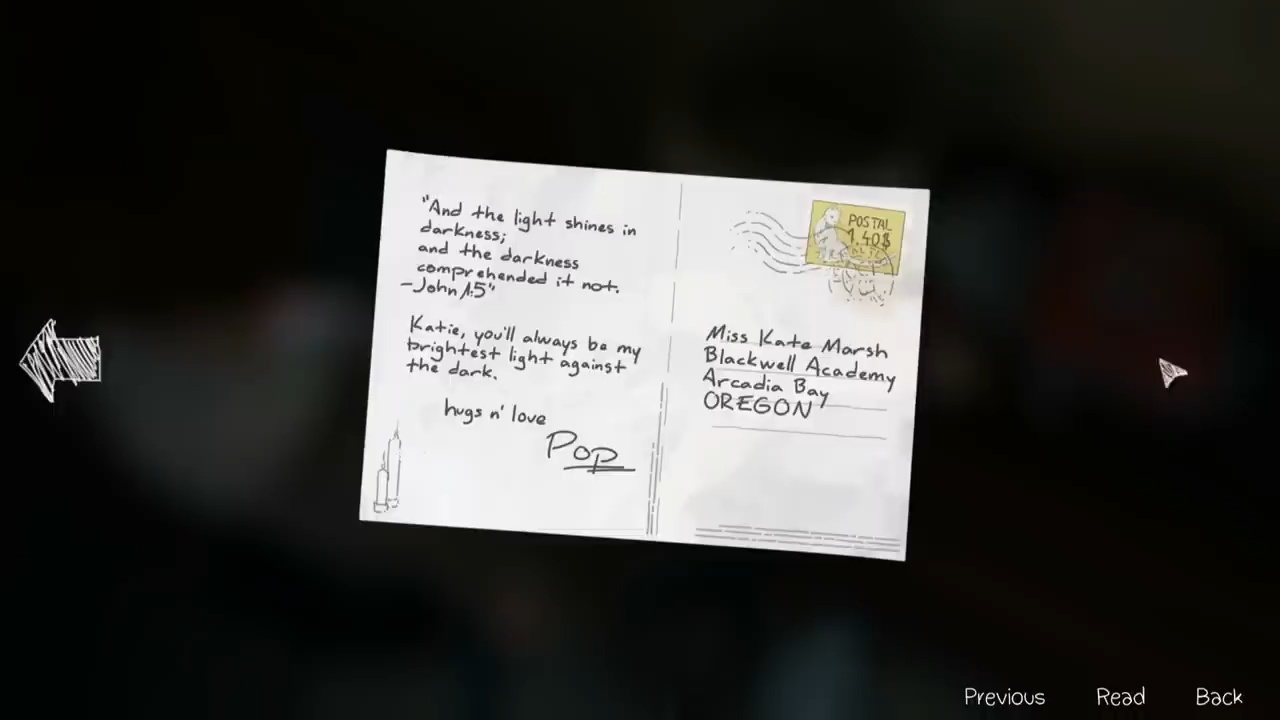 "And the light shines in
darkness;
and the darkness
comprehended it not.
-John 1:5"
Katie, you'll always be my
brightest light against
the dark.
hugs n' love
Pop
POSTAL
1.40$
Miss Kate Marsh
Blackwell Academy
Arcadia Bay
OREGON
Previous
Read
Back